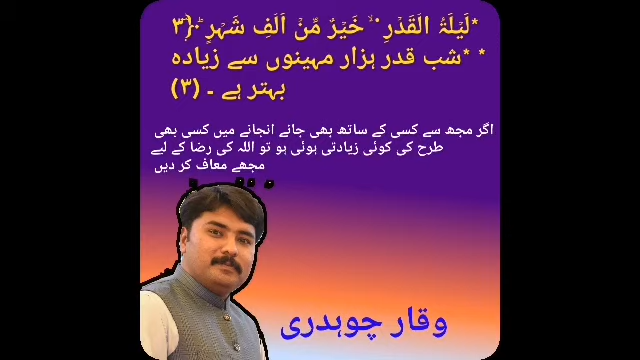 *لَیۡلَۃُ الۡقَدۡرِ ۬ۙ خَیۡرٌ مِّنۡ اَلۡفِ شَہۡرٍ ؕ﴿ؔ۳
* *شب قدر ہزار مہینوں سے زیادہ
بہتر ہے ۔ (۳)
اگر مجھ سے کسی کے ساتھ بھی جانے انجانے میں کسی بھی
طرح کی کوئی زیادتی ہوئی ہو تو اللہ کی رضا کے لیے
مجھے معاف کر دیں
وقار چوہدری